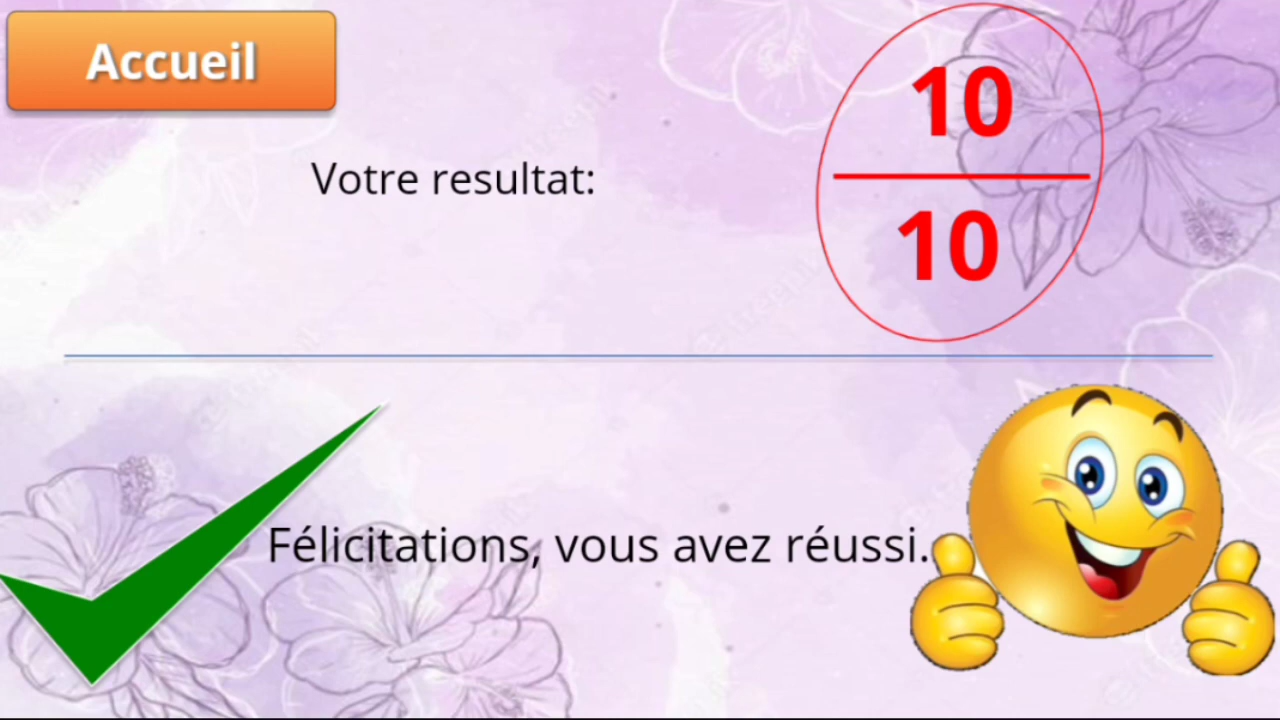 Accueil
Votre resultat:
10
10
Félicitations, vous avez réussi.